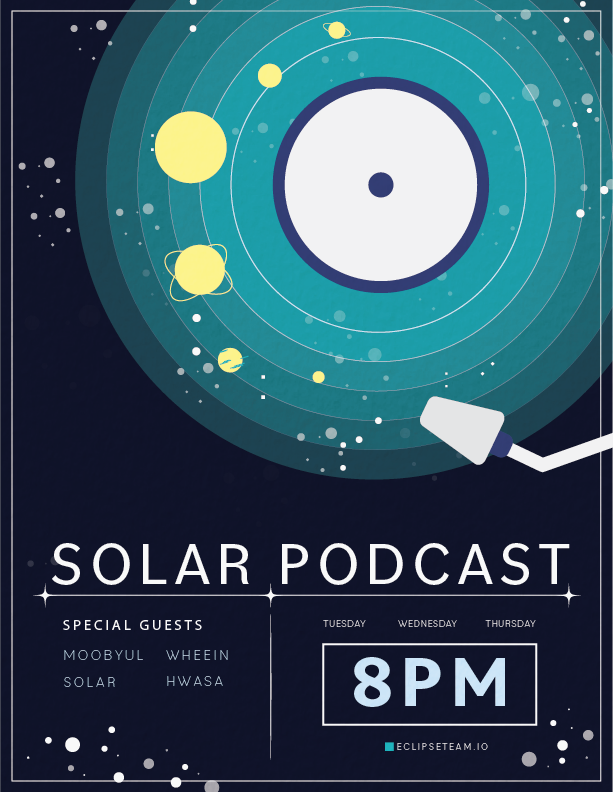 SOLAR PODCAST
SPECIAL GUESTS
MOOBYUL WHEEIN
SOLAR HWASA
TUESDAY WEDNESDAY THURSDAY
8PM
ECLIPSETEAM.IO